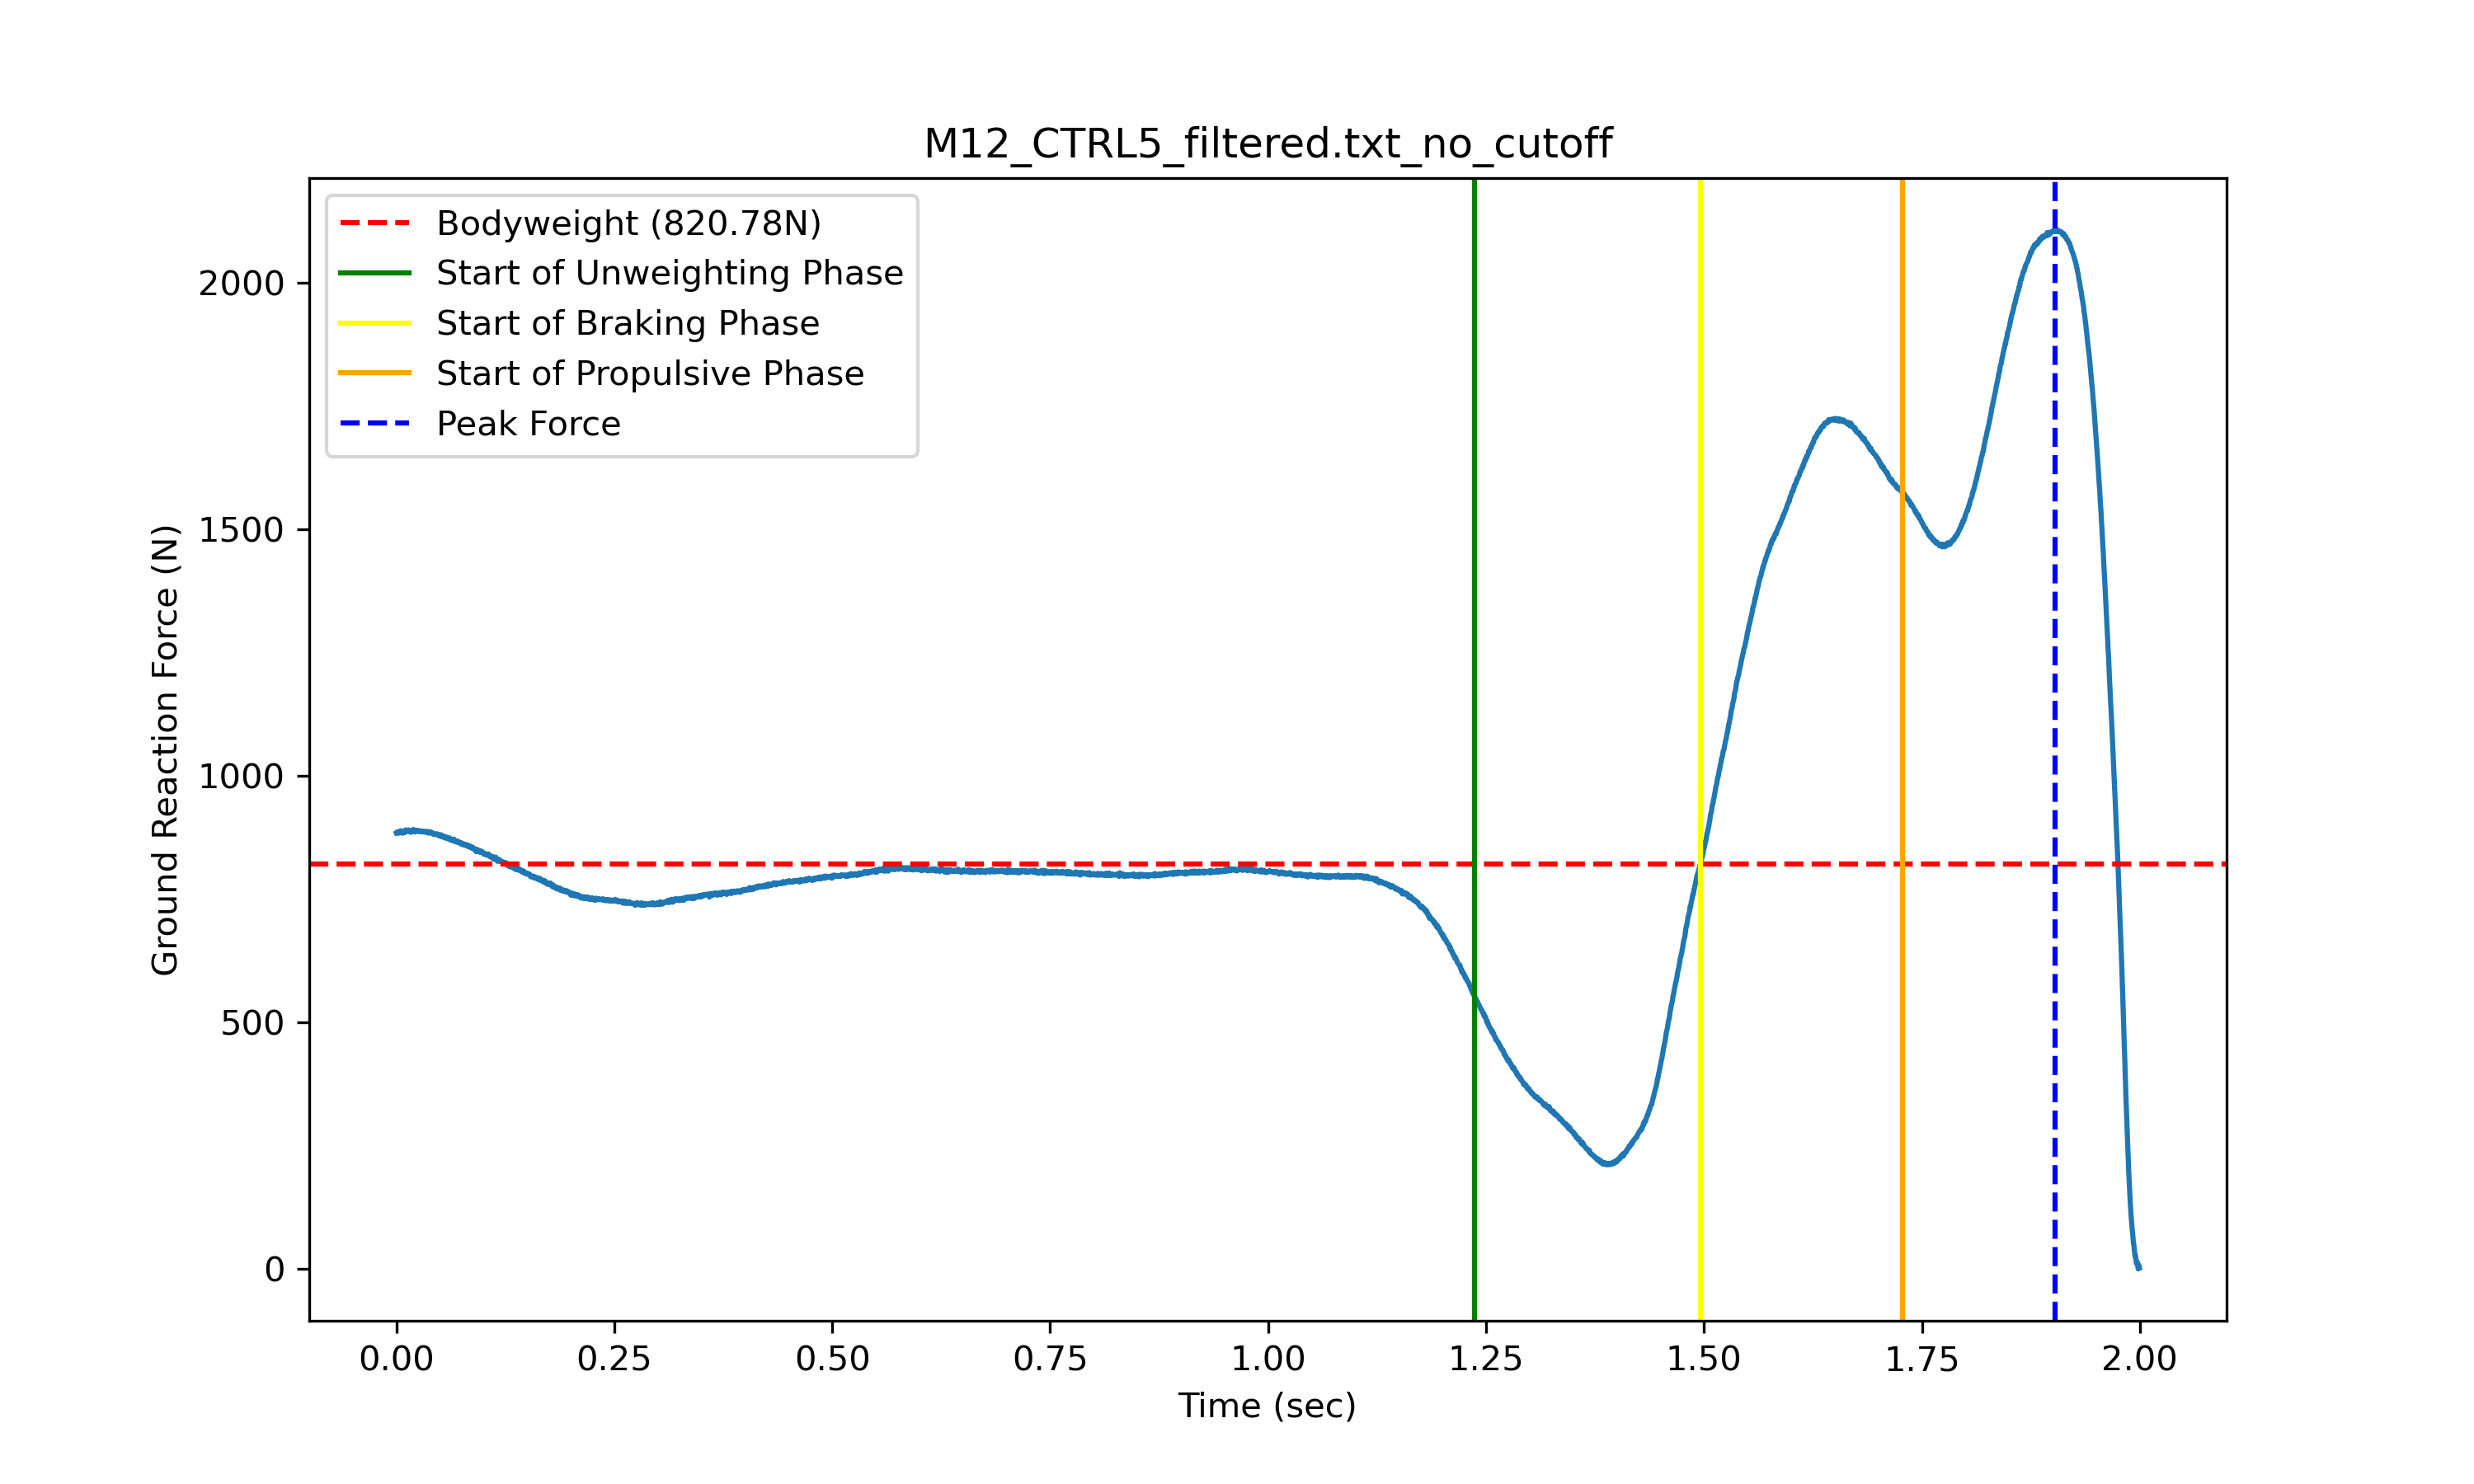 M12_CTRL5_filtered.txt_no_cutoff
Bodyweight (820.78N)
Start of Unweighting Phase
Start of Braking Phase
Start of Propulsive Phase
Peak Force
Ground Reaction Force (N)
2000
1500
1000
500
0
0.00 0.25 0.50 0.75 1.00 1.25 1.50 1.75 2.00
Time (sec)